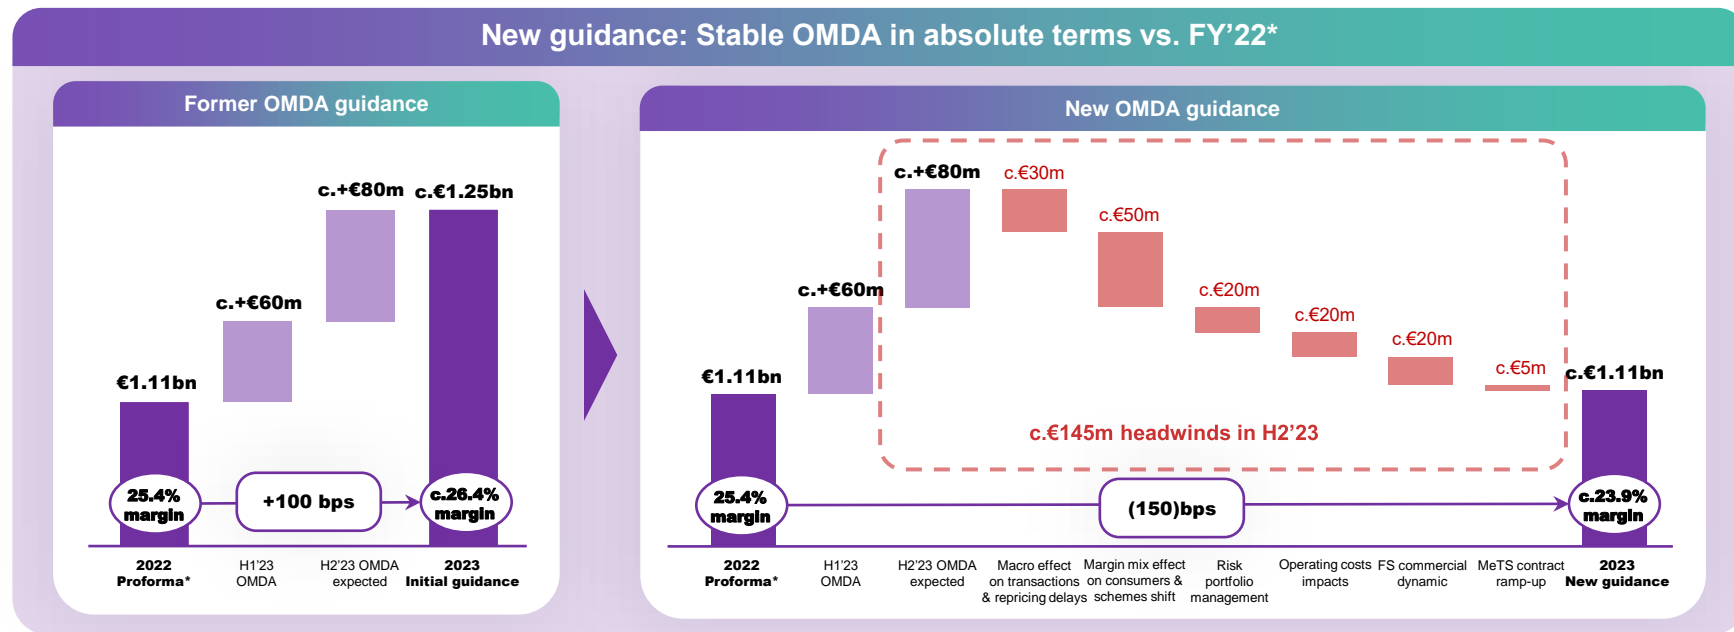 New guidance: Stable OMDA in absolute terms vs. FY’22*
Former OMDA guidance
c.+€80m
c.€1.25bn
c.+€60m
€1.11bn
25.4%
margin
+100 bps
c.26.4%
margin
2022
Proforma*
H1’23
OMDA
H2’23 OMDA
expected
2023
Initial guidance
New OMDA guidance
c.+€80m
c.€30m
c.€50m
c.+€60m
c.€20m
c.€20m
c.€20m
c.€5m
€1.11bn
c.€1.11bn
c.€145m headwinds in H2’23
25.4%
margin
(150)bps
c.23.9%
margin
2022
Proforma*
H1’23
OMDA
H2’23 OMDA
expected
Macro effect
on transactions
& repricing delays
Margin mix effect
on consumers &
schemes shift
Risk
portfolio
management
Operating costs
impacts
FS commercial
dynamic
MeTS contract
ramp-up
2023
New guidance